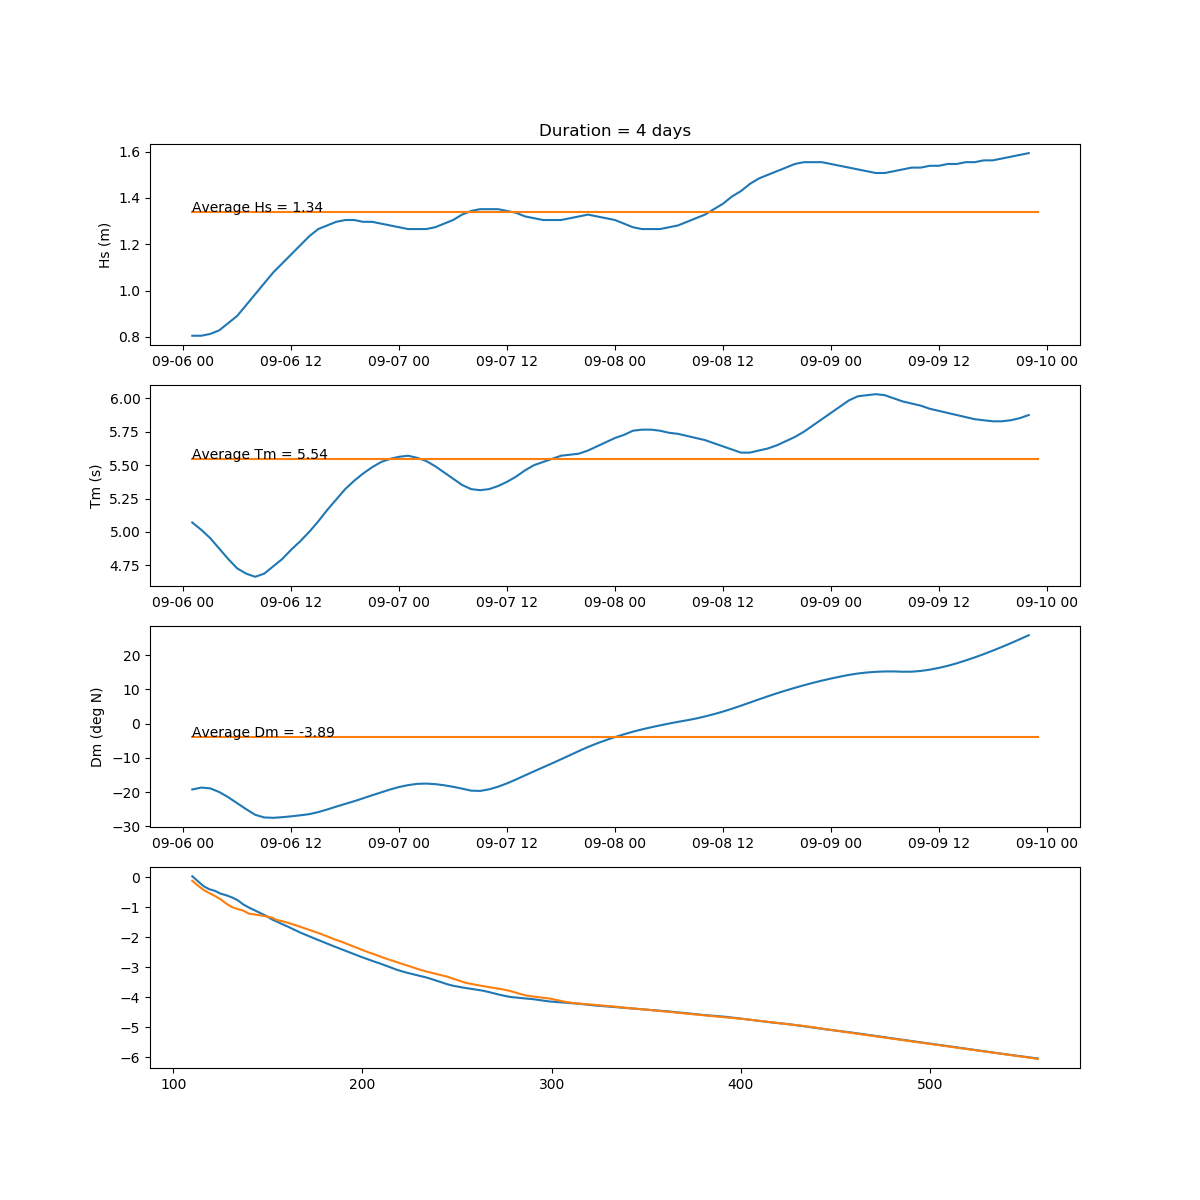 Duration = 4 days
1.6
1.4
1.2
1.0
0.8
Hs (m)
Average Hs = 1.34
09-06 00 09-06 12 09-07 00 09-07 12 09-08 00 09-08 12 09-09 00 09-09 12 09-10 00
6.00
5.75
5.50
5.25
5.00
4.75
Tm (s)
Average Tm = 5.54
09-06 00 09-06 12 09-07 00 09-07 12 09-08 00 09-08 12 09-09 00 09-09 12 09-10 00
20
10
0
−10
−20
−30
Dm (deg N)
Average Dm = -3.89
09-06 00 09-06 12 09-07 00 09-07 12 09-08 00 09-08 12 09-09 00 09-09 12 09-10 00
0
−1
−2
−3
−4
−5
−6
100 200 300 400 500